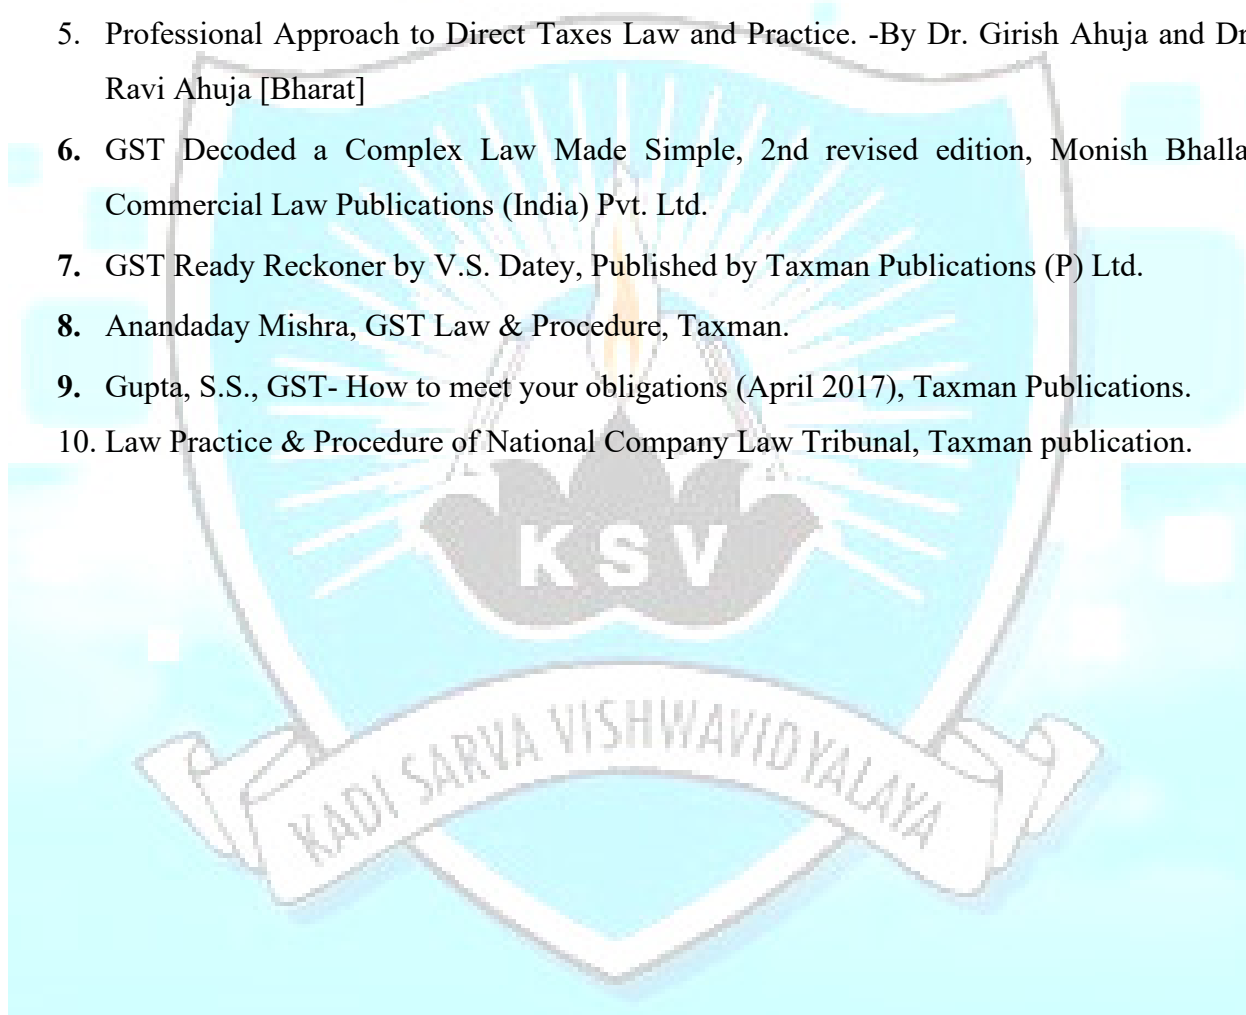 5. Professional Approach to Direct Taxes Law and Practice. -By Dr. Girish Ahuja and Dr
Ravi Ahuja [Bharat]
6. GST Decoded a Complex Law Made Simple, 2nd revised edition, Monish Bhalla
Commercial Law Publications (India) Pvt. Ltd.
7. GST Ready Reckoner by V.S. Datey, Published by Taxman Publications (P) Ltd.
8. Anandaday Mishra, GST Law & Procedure, Taxman.
9. Gupta, S.S., GST- How to meet your obligations (April 2017), Taxman Publications.
10. Law Practice & Procedure of National Company Law Tribunal, Taxman publication.
KSV
KADI SARVA VISHWAVIDYALAYA